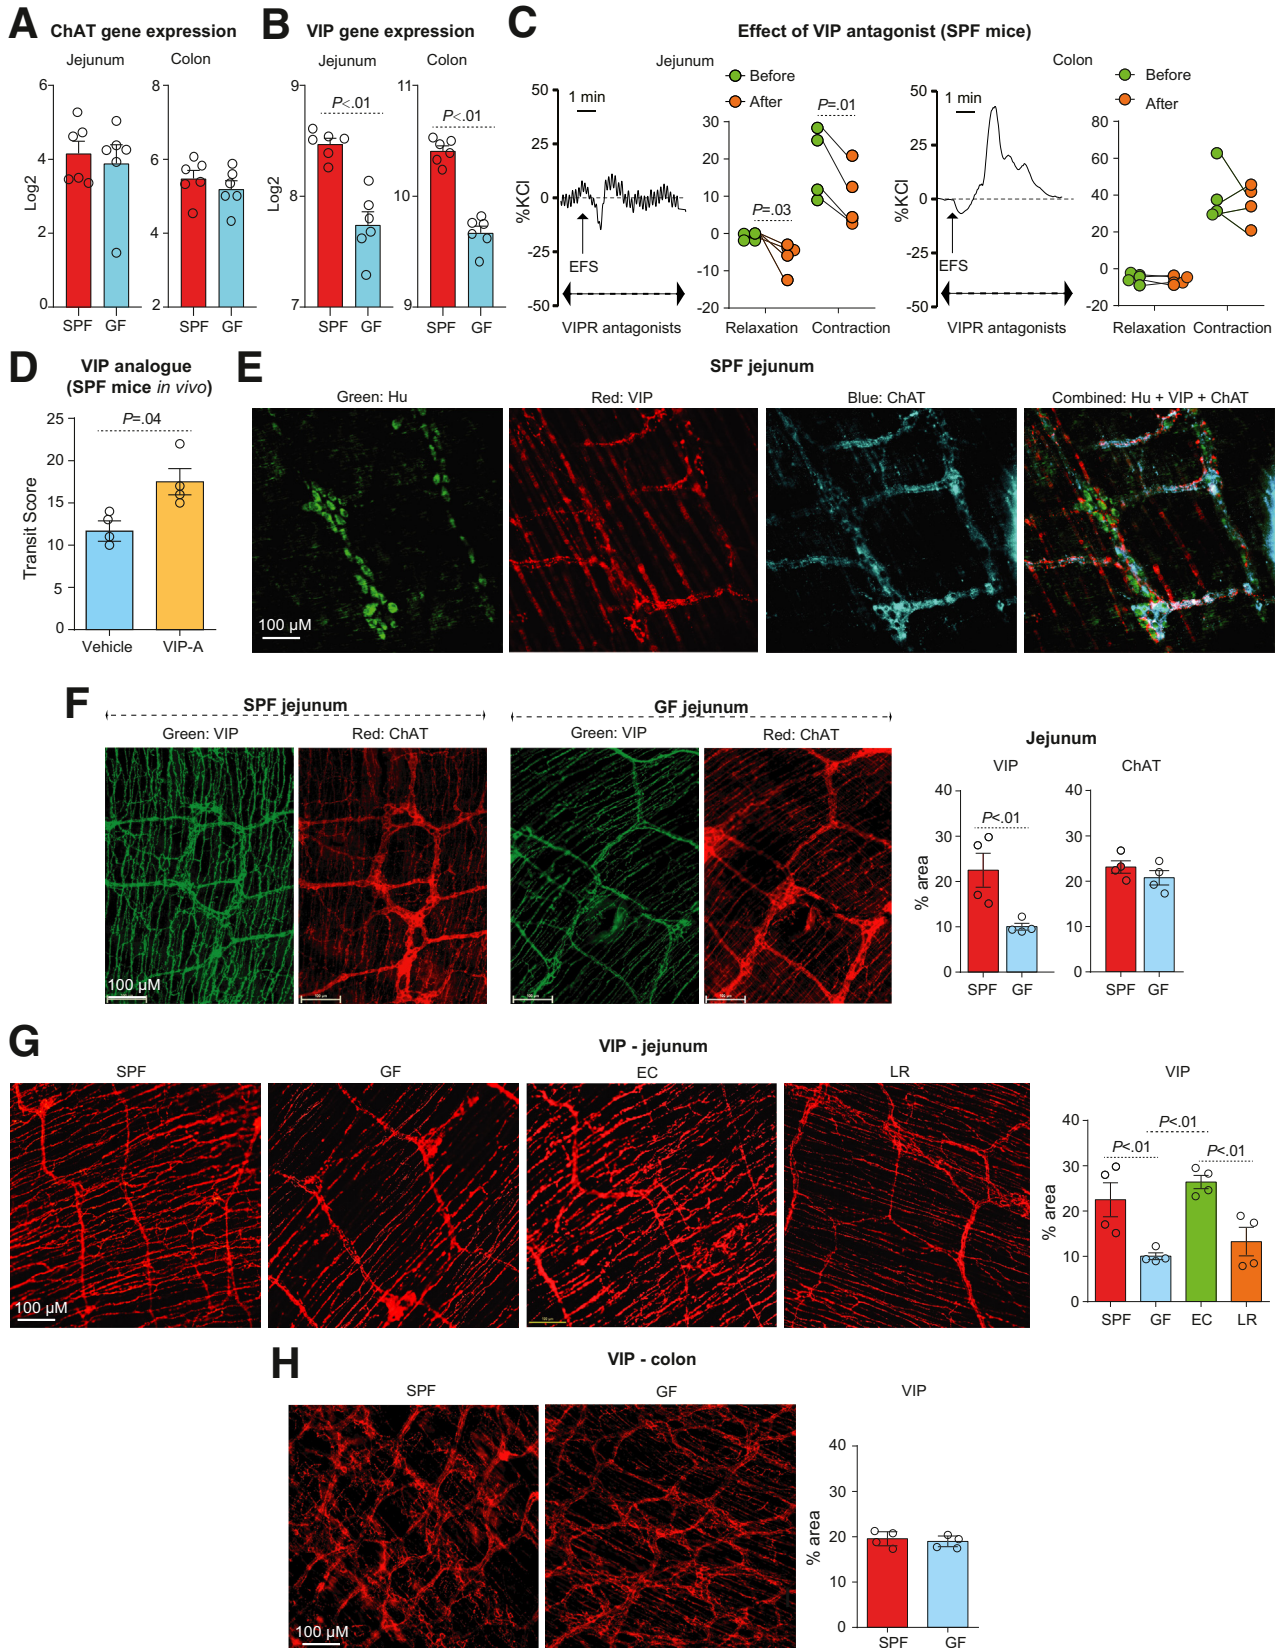 A ChAT gene expression
Jejunum Colon
Log2
6
4
2
0
SPF GF
8
6
4
2
SPF GF
B VIP gene expression
Jejunum Colon
Log2
9
8
7
P<.01
SPF GF
11
10
9
P<.01
SPF GF
C Effect of VIP antagonist (SPF mice)
Jejunum
%KCl
50
25
0
-25
-50
1 min
EFS
VIPR antagonists
Before
After
30
20
10
0
-10
-20
P=.03
P=.01
Relaxation Contraction
Colon
%KCl
50
25
0
-25
-50
1 min
EFS
VIPR antagonists
Before
After
80
60
40
20
0
-20
Relaxation Contraction
D VIP analogue
(SPF mice in vivo)
Transit Score
25
20
15
10
5
0
P=.04
Vehicle VIP-A
E SPF jejunum
Green: Hu Red: VIP Blue: ChAT Combined: Hu + VIP + ChAT
100 µM
F SPF jejunum GF jejunum
Green: VIP Red: ChAT Green: VIP Red: ChAT
100 µM
Jejunum
VIP ChAT
% area
40
30
20
10
0
P<.01
SPF GF
40
30
20
10
0
SPF GF
G VIP - jejunum
SPF GF EC LR
100 µM
VIP
% area
40
30
20
10
0
P<.01
P<.01
P<.01
SPF GF EC LR
H VIP - colon
SPF GF
100 µM
VIP
% area
40
30
20
10
0
SPF GF